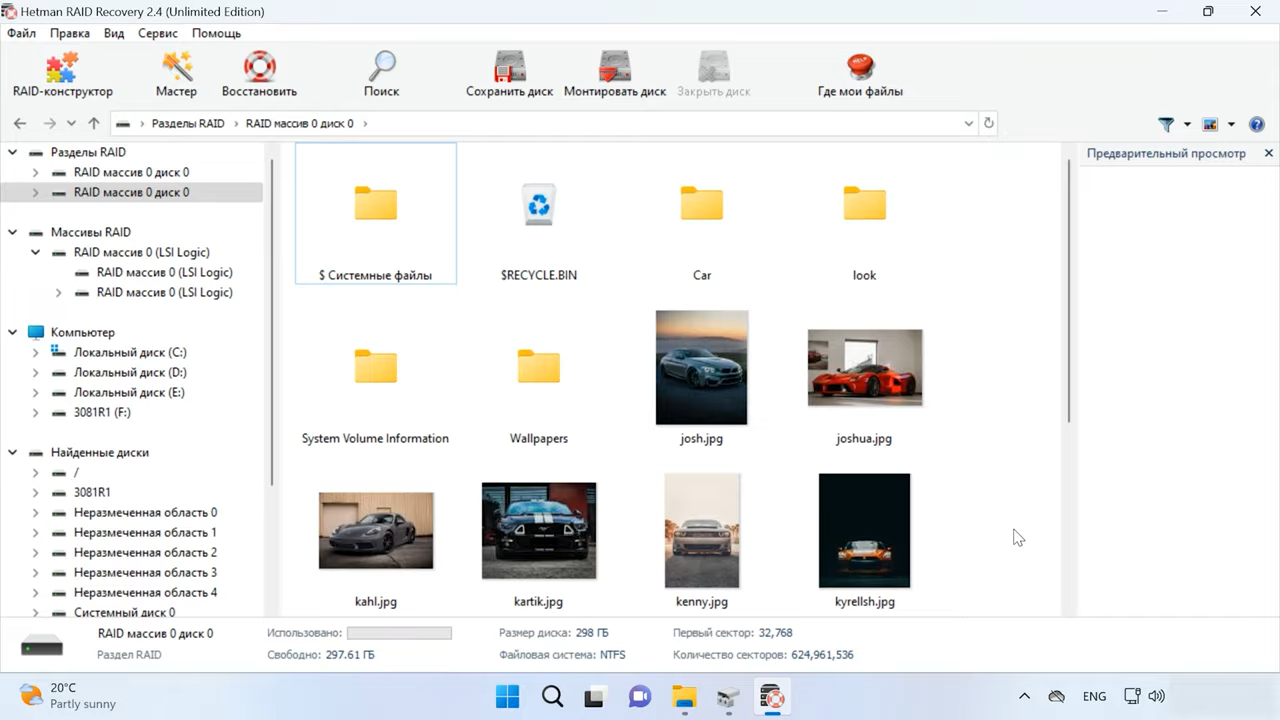 Hetman RAID Recovery 2.4 (Unlimited Edition)
Файл Правка Вид Сервис Помощь
RAID-конструктор Мастер Восстановить Поиск Сохранить диск Монтировать диск Закрыть диск Где мои файлы
Разделы RAID RAID массив 0 диск 0
Разделы RAID
RAID массив 0 диск 0
RAID массив 0 диск 0
Массивы RAID
RAID массив 0 (LSI Logic)
RAID массив 0 (LSI Logic)
RAID массив 0 (LSI Logic)
Компьютер
Локальный диск (C:)
Локальный диск (D:)
Локальный диск (E:)
3081R1 (F:)
Найденные диски
/
3081R1
Неразмеченная область 0
Неразмеченная область 1
Неразмеченная область 2
Неразмеченная область 3
Неразмеченная область 4
Системный диск 0
$ Системные файлы $RECYCLE.BIN Car look
System Volume Information Wallpapers josh.jpg joshua.jpg
kahl.jpg kartik.jpg kenny.jpg kyrellsh.jpg
Предварительный просмотр
RAID массив 0 диск 0 Использовано: Размер диска: 298 ГБ Первый сектор: 32,768
Раздел RAID Свободно: 297.61 ГБ Файловая система: NTFS Количество секторов: 624,961,536
20°C
Partly sunny
ENG